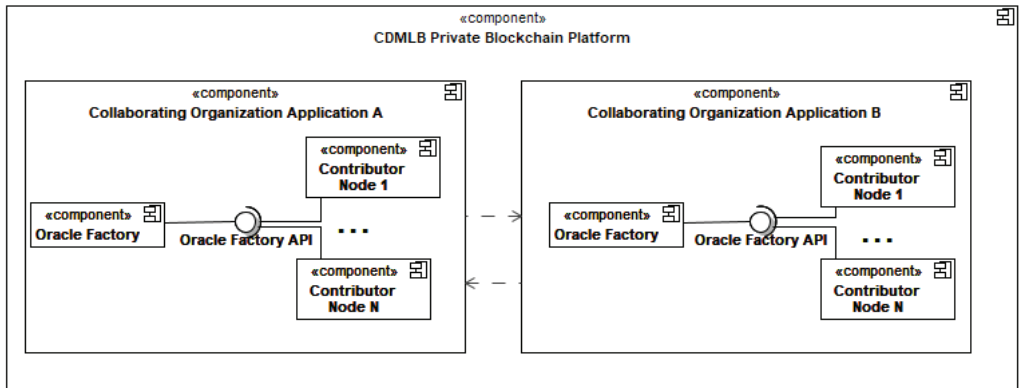 «component»
CDMLB Private Blockchain Platform
«component»
Collaborating Organization Application A
«component»
Contributor
Node 1
«component»
Oracle Factory
Oracle Factory API
...
«component»
Contributor
Node N
«component»
Collaborating Organization Application B
«component»
Contributor
Node 1
«component»
Oracle Factory
Oracle Factory API
...
«component»
Contributor
Node N